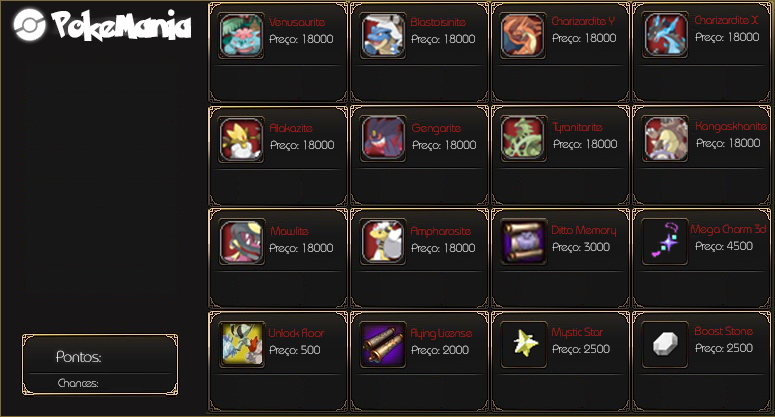 PokeMania
Venusaurite
Preço: 18000
Blastoisinite
Preço: 18000
Charizardite Y
Preço: 18000
Charizardite X
Preço: 18000
Alakazite
Preço: 18000
Gengarite
Preço: 18000
Tyranitarite
Preço: 18000
Kangaskhanite
Preço: 18000
Mawlite
Preço: 18000
Ampharosite
Preço: 18000
Ditto Memory
Preço: 3000
Mega Charm 3d
Preço: 4500
Unlock floor
Preço: 500
Flying License
Preço: 2000
Mystic Star
Preço: 2500
Boost Stone
Preço: 2500
Pontos:
Chances: